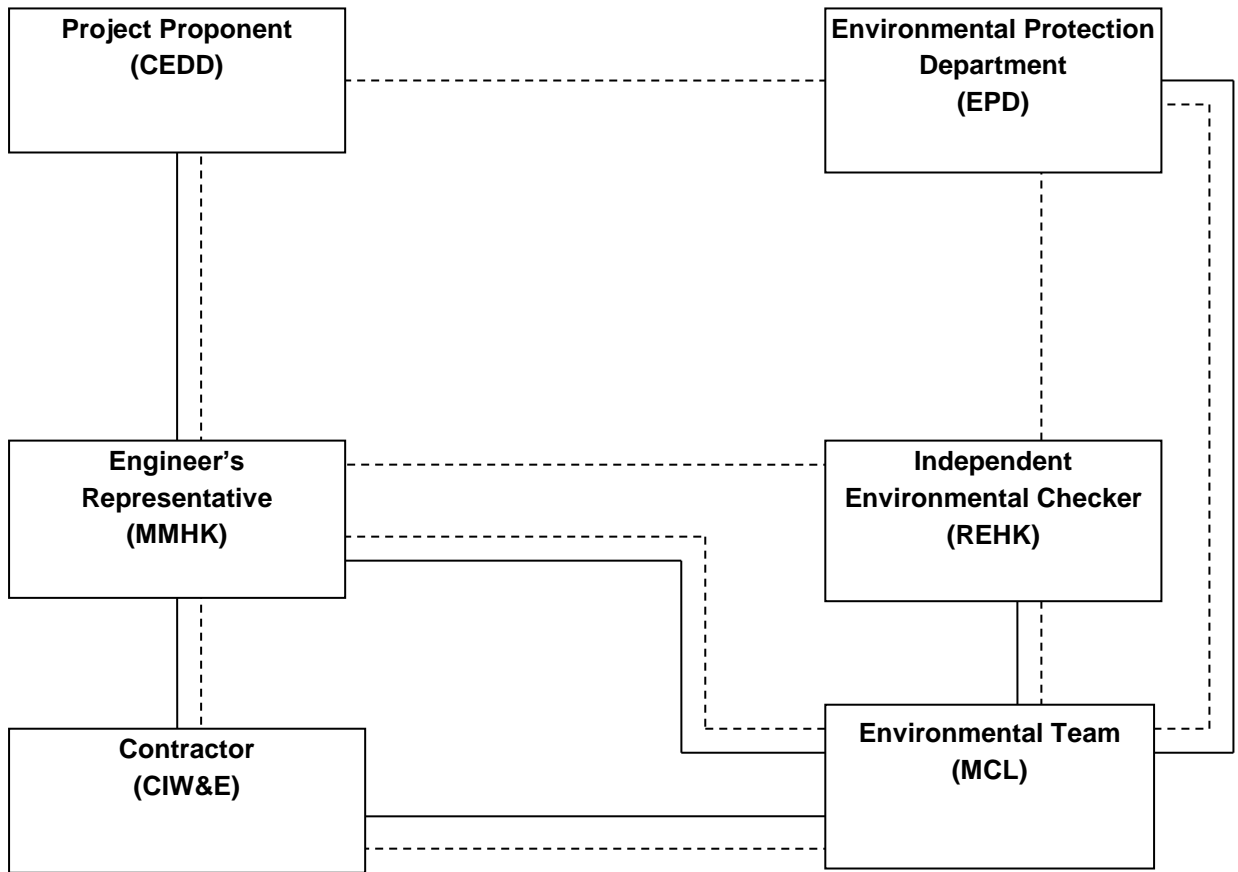 Project Proponent
(CEDD)
Environmental Protection
Department
(EPD)
Engineer’s
Representative
(MMHK)
Independent
Environmental Checker
(REHK)
Contractor
(CIW&E)
Environmental Team
(MCL)